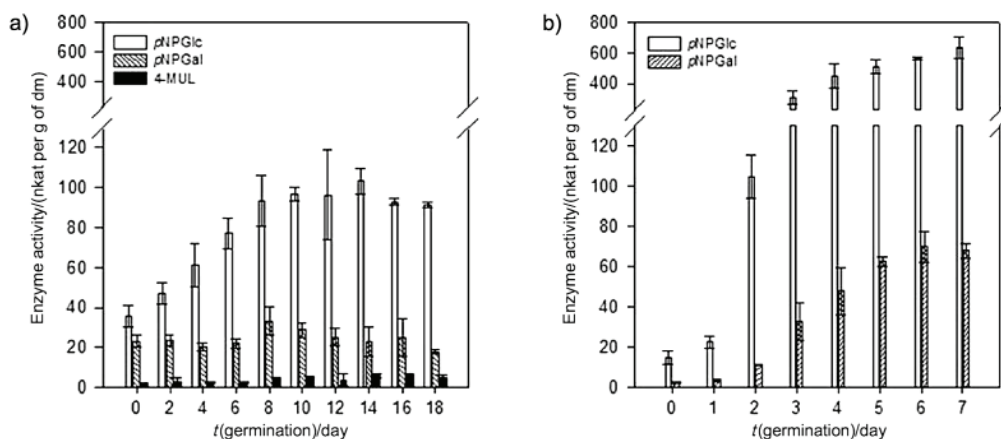 a)
Enzyme activity/(nkat per g of dm)
800
600
400
120
100
80
60
40
20
0
pNPGlc
pNPGal
4-MUL
0 2 4 6 8 10 12 14 16 18
t(germination)/day
b)
Enzyme activity/(nkat per g of dm)
800
600
400
120
100
80
60
40
20
0
pNPGlc
pNPGal
0 1 2 3 4 5 6 7
t(germination)/day